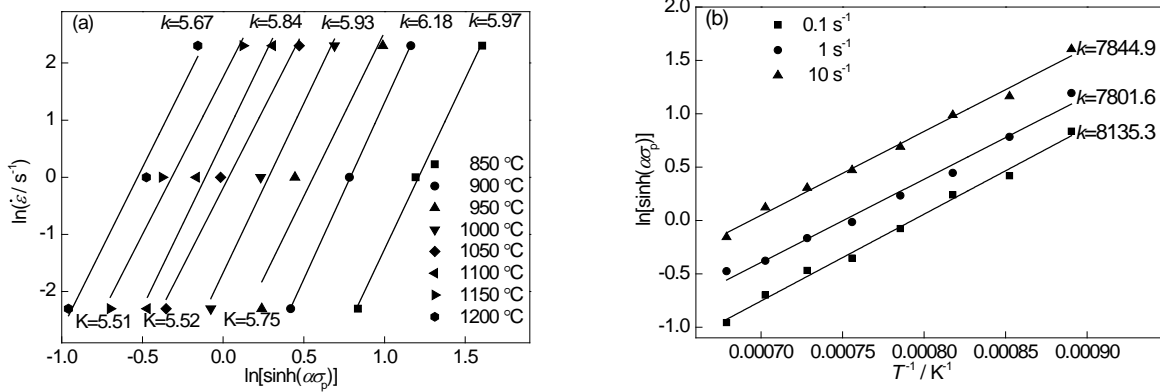 (a)
k=5.67
k=5.84
k=5.93
k=6.18
k=5.97
2
0
-2
ln(ε̇ / s⁻¹)
850 °C
900 °C
950 °C
1000 °C
1050 °C
1100 °C
1150 °C
1200 °C
K=5.51
K=5.52
K=5.75
-1.0 -0.5 0.0 0.5 1.0 1.5
ln[sinh(ασp)]
(b)
0.1 s⁻¹
1 s⁻¹
10 s⁻¹
k=7844.9
k=7801.6
k=8135.3
2.0
1.5
1.0
0.5
0.0
-0.5
-1.0
ln[sinh(ασp)]
0.00070 0.00075 0.00080 0.00085 0.00090
T⁻¹ / K⁻¹